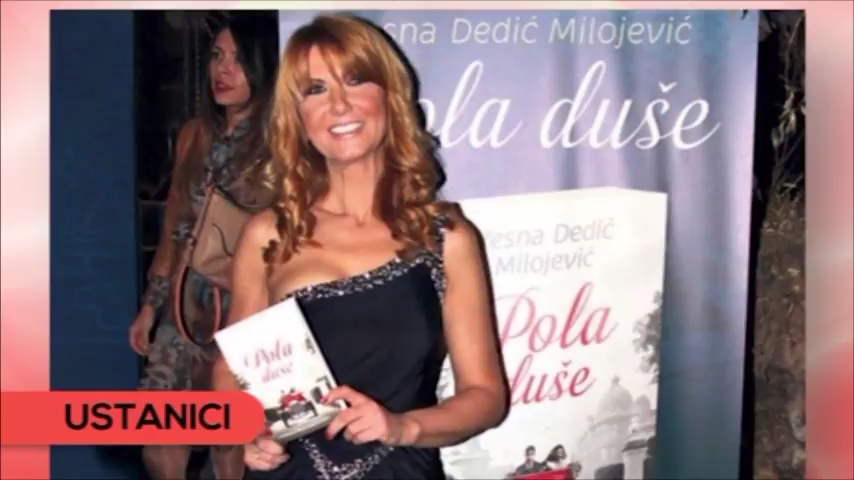 esna Dedić Milojević
ola duše
esna Dedić
Milojević
Pola
duše
Pola
duše
USTANICI